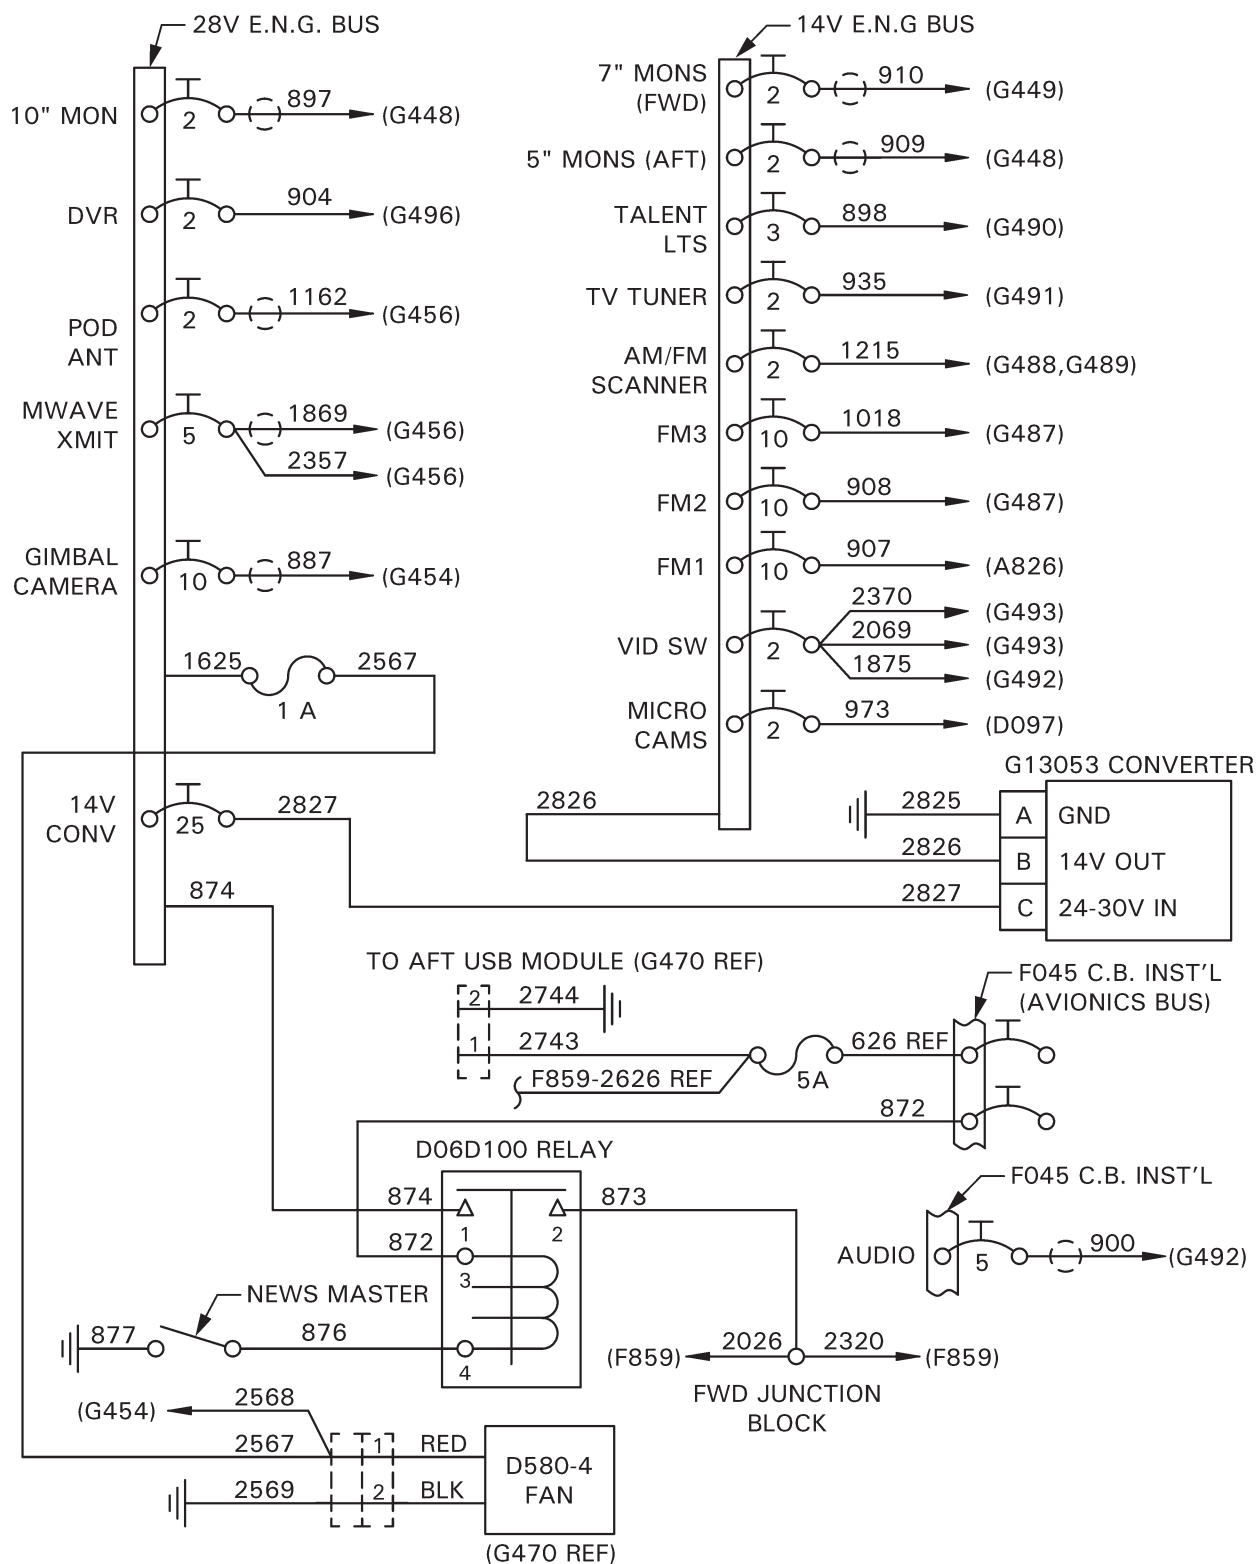 28V E.N.G. BUS
10" MON
2
897
(G448)
DVR
2
904
(G496)
POD
ANT
2
1162
(G456)
MWAVE
XMIT
5
1869
(G456)
2357
(G456)
GIMBAL
CAMERA
10
887
(G454)
1625
1 A
2567
14V
CONV
25
2827
874
14V E.N.G BUS
7" MONS
(FWD)
2
910
(G449)
5" MONS (AFT)
2
909
(G448)
TALENT
LTS
3
898
(G490)
TV TUNER
2
935
(G491)
AM/FM
SCANNER
2
1215
(G488,G489)
FM3
10
1018
(G487)
FM2
10
908
(G487)
FM1
10
907
(A826)
VID SW
2
2370
(G493)
2069
(G493)
1875
(G492)
MICRO
CAMS
2
973
(D097)
G13053 CONVERTER
2826
2825
A
GND
2826
B
14V OUT
2827
C
24-30V IN
TO AFT USB MODULE (G470 REF)
2
2744
1
2743
F859-2626 REF
5A
626 REF
F045 C.B. INST'L
(AVIONICS BUS)
872
D06D100 RELAY
874
1
2
873
872
3
4
F045 C.B. INST'L
AUDIO
5
900
(G492)
NEWS MASTER
877
876
(F859)
2026
2320
(F859)
FWD JUNCTION
BLOCK
(G454)
2568
2567
1
RED
2569
2
BLK
D580-4
FAN
(G470 REF)